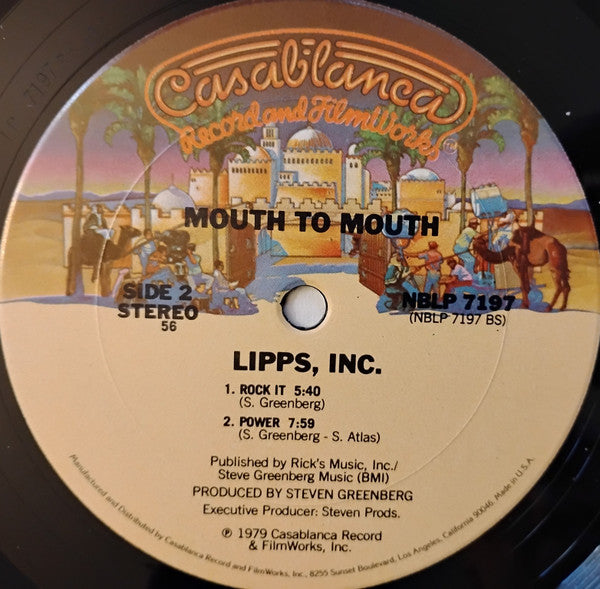 Casablanca
Record and FilmWorks
MOUTH TO MOUTH
SIDE 2
STEREO
56
NBLP 7197
(NBLP 7197 BS)
LIPPS, INC.
1. ROCK IT 5:40
(S. Greenberg)
2. POWER 7:59
(S. Greenberg - S. Atlas)
Published by Rick's Music, Inc./
Steve Greenberg Music (BMI)
PRODUCED BY STEVEN GREENBERG
Executive Producer: Steven Prods.
℗ 1979 Casablanca Record
& FilmWorks, Inc.
Manufactured and Distributed by Casablanca Record and FilmWorks, Inc., 8255 Sunset Boulevard, Los Angeles, California 90046. Made in U.S.A.